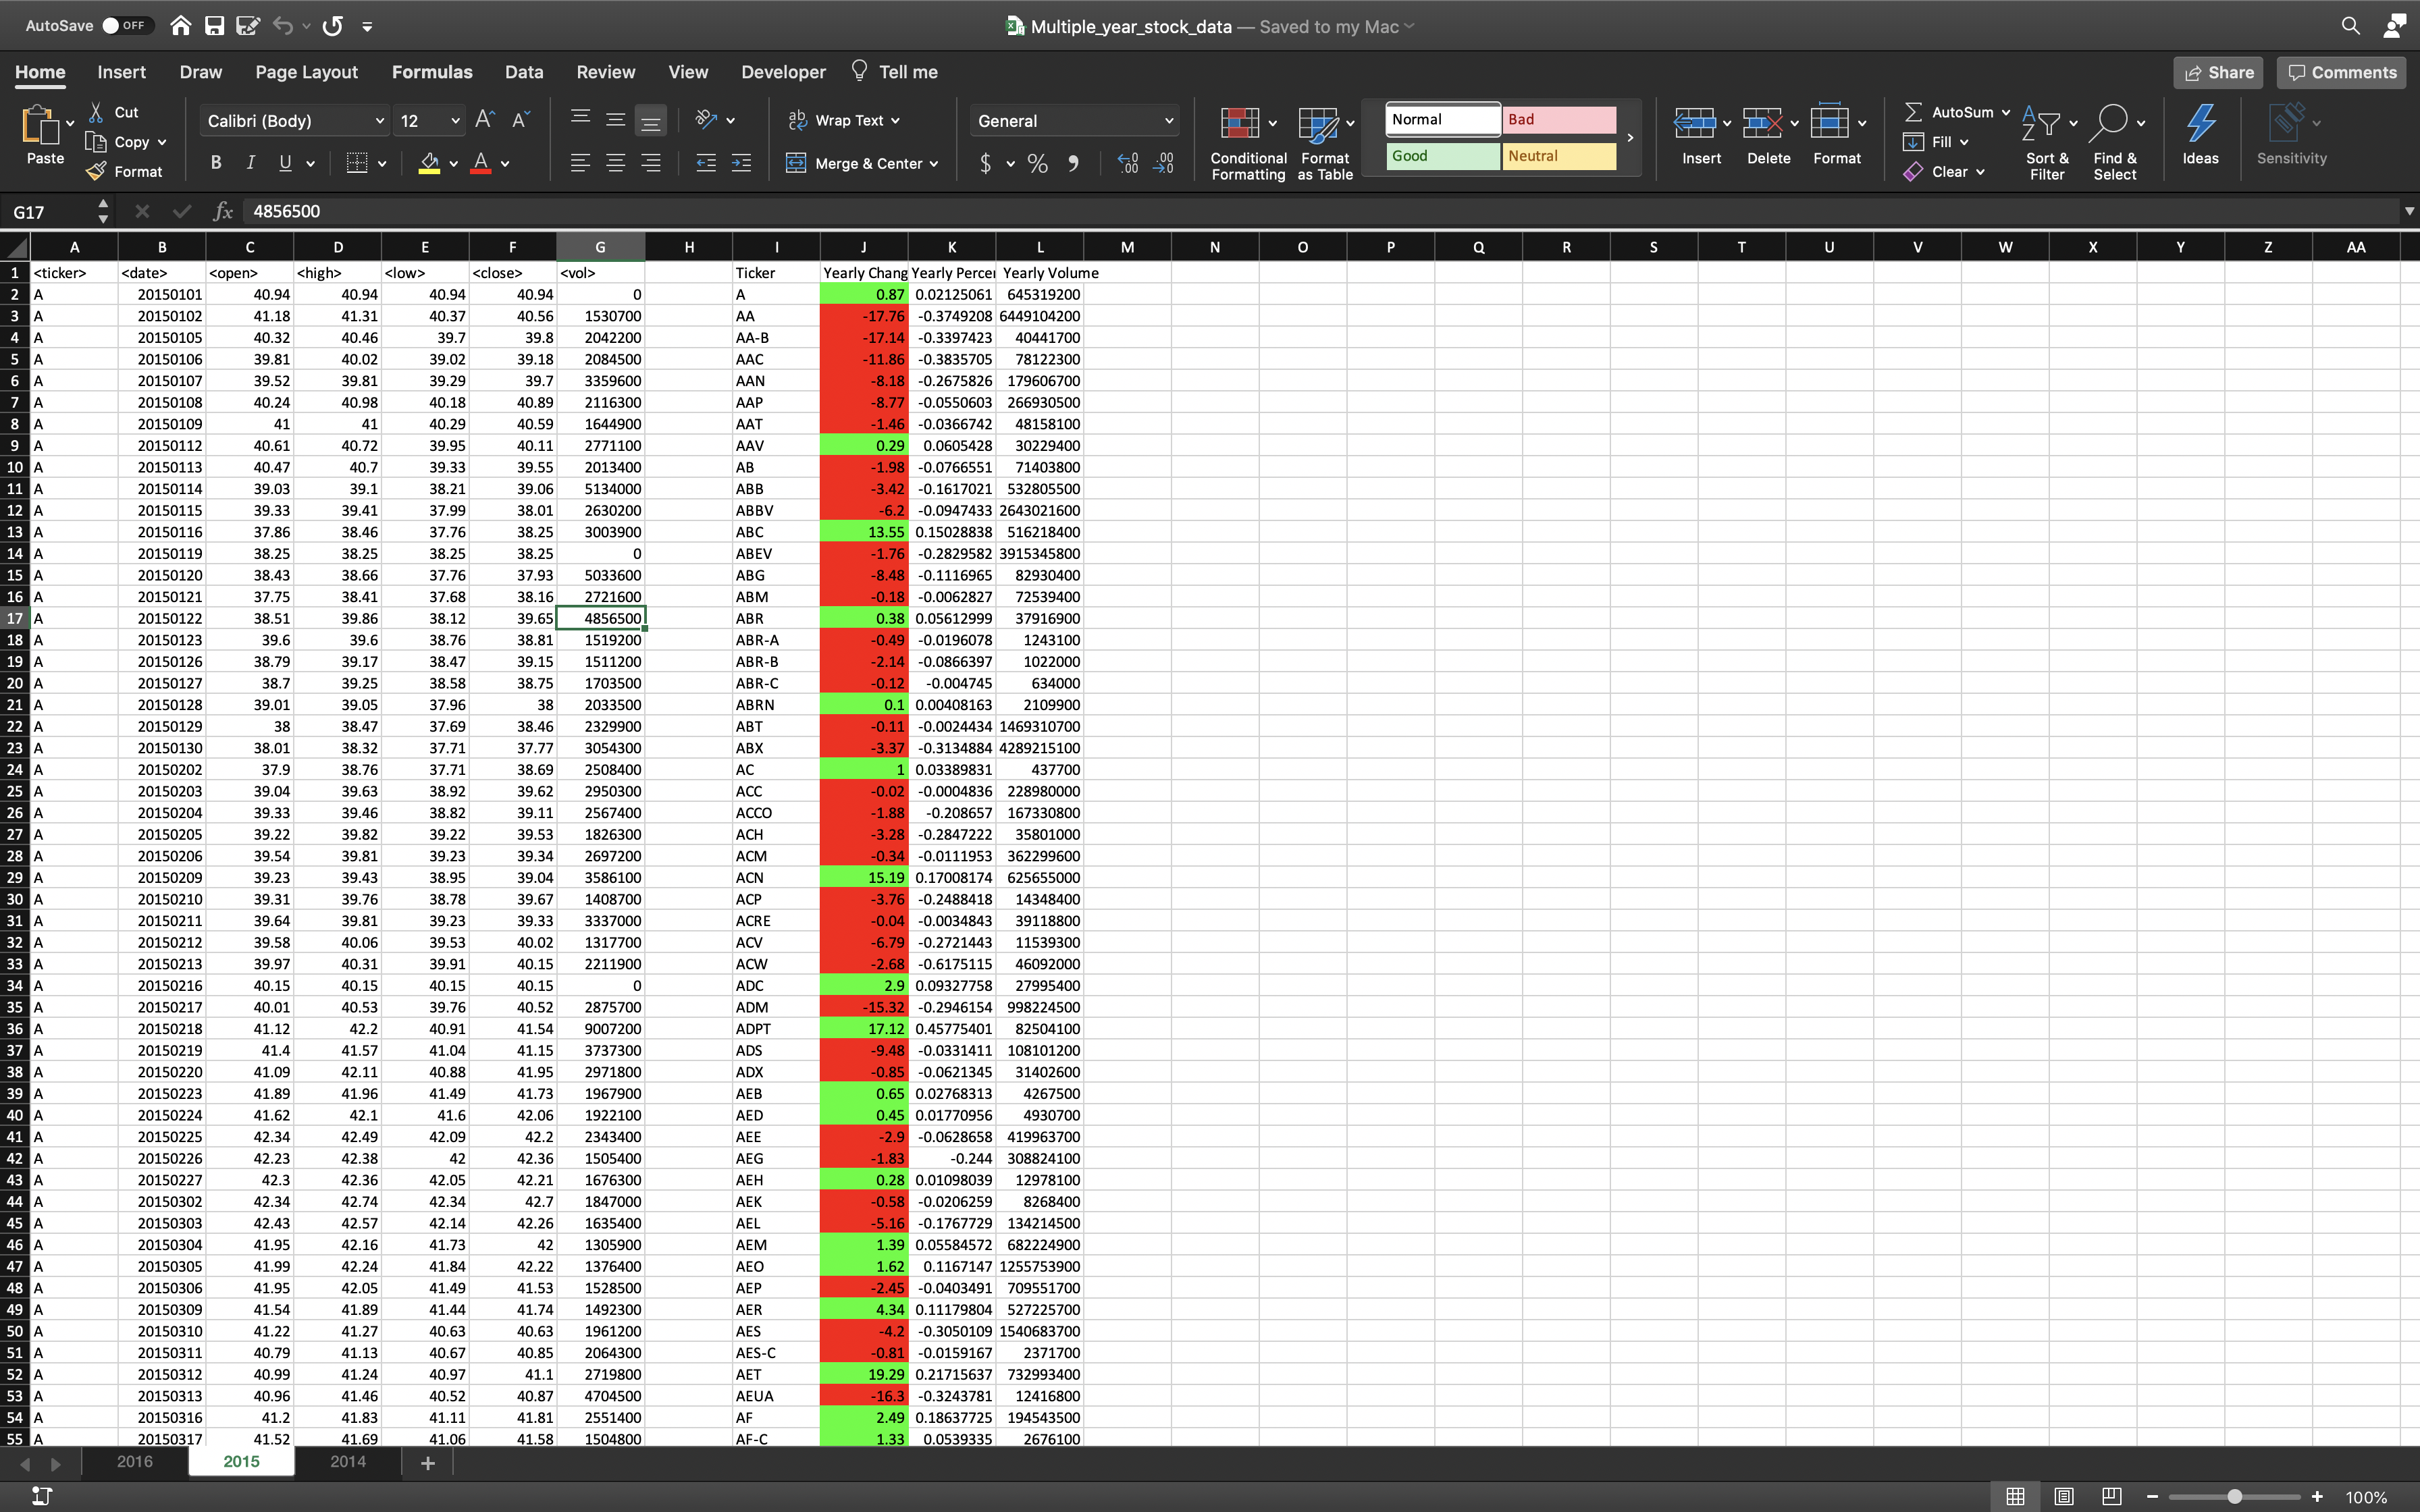 AutoSave OFF Multiple_year_stock_data — Saved to my Mac
Home Insert Draw Page Layout Formulas Data Review View Developer Tell me Share Comments
Paste Cut Copy Format
Calibri (Body) 12
B I U A
Wrap Text
Merge & Center
General
$ % 9
Conditional Formatting
Format as Table
Normal Bad
Good Neutral
Insert Delete Format
AutoSum
Fill
Clear
Sort & Filter
Find & Select
Ideas
Sensitivity
G17 fx 4856500
A B C D E F G H I J K L M N O P Q R S T U V W X Y Z AA
1 <ticker> <date> <open> <high> <low> <close> <vol> Ticker Yearly Chang Yearly Percer Yearly Volume
2 A 20150101 40.94 40.94 40.94 40.94 0 A 0.87 0.02125061 645319200
3 A 20150102 41.18 41.31 40.37 40.56 1530700 AA -17.76 -0.3749208 6449104200
4 A 20150105 40.32 40.46 39.7 39.8 2042200 AA-B -17.14 -0.3397423 40441700
5 A 20150106 39.81 40.02 39.02 39.18 2084500 AAC -11.86 -0.3835705 78122300
6 A 20150107 39.52 39.81 39.29 39.7 3359600 AAN -8.18 -0.2675826 179606700
7 A 20150108 40.24 40.98 40.18 40.89 2116300 AAP -8.77 -0.0550603 266930500
8 A 20150109 41 41 40.29 40.59 1644900 AAT -1.46 -0.0366742 48158100
9 A 20150112 40.61 40.72 39.95 40.11 2771100 AAV 0.29 0.0605428 30229400
10 A 20150113 40.47 40.7 39.33 39.55 2013400 AB -1.98 -0.0766551 71403800
11 A 20150114 39.03 39.1 38.21 39.06 5134000 ABB -3.42 -0.1617021 532805500
12 A 20150115 39.33 39.41 37.99 38.01 2630200 ABBV -6.2 -0.0947433 2643021600
13 A 20150116 37.86 38.46 37.76 38.25 3003900 ABC 13.55 0.15028838 516218400
14 A 20150119 38.25 38.25 38.25 38.25 0 ABEV -1.76 -0.2829582 3915345800
15 A 20150120 38.43 38.66 37.76 37.93 5033600 ABG -8.48 -0.1116965 82930400
16 A 20150121 37.75 38.41 37.68 38.16 2721600 ABM -0.18 -0.0062827 72539400
17 A 20150122 38.51 39.86 38.12 39.65 4856500 ABR 0.38 0.05612999 37916900
18 A 20150123 39.6 39.6 38.76 38.81 1519200 ABR-A -0.49 -0.0196078 1243100
19 A 20150126 38.79 39.17 38.47 39.15 1511200 ABR-B -2.14 -0.0866397 1022000
20 A 20150127 38.7 39.25 38.58 38.75 1703500 ABR-C -0.12 -0.004745 634000
21 A 20150128 39.01 39.05 37.96 38 2033500 ABRN 0.1 0.00408163 2109900
22 A 20150129 38 38.47 37.69 38.46 2329900 ABT -0.11 -0.0024434 1469310700
23 A 20150130 38.01 38.32 37.71 37.77 3054300 ABX -3.37 -0.3134884 4289215100
24 A 20150202 37.9 38.76 37.71 38.69 2508400 AC 1 0.03389831 437700
25 A 20150203 39.04 39.63 38.92 39.62 2950300 ACC -0.02 -0.0004836 228980000
26 A 20150204 39.33 39.46 38.82 39.11 2567400 ACCO -1.88 -0.208657 167330800
27 A 20150205 39.22 39.82 39.22 39.53 1826300 ACH -3.28 -0.2847222 35801000
28 A 20150206 39.54 39.81 39.23 39.34 2697200 ACM -0.34 -0.0111953 362299600
29 A 20150209 39.23 39.43 38.95 39.04 3586100 ACN 15.19 0.17008174 625655000
30 A 20150210 39.31 39.76 38.78 39.67 1408700 ACP -3.76 -0.2488418 14348400
31 A 20150211 39.64 39.81 39.23 39.33 3337000 ACRE -0.04 -0.0034843 39118800
32 A 20150212 39.58 40.06 39.53 40.02 1317700 ACV -6.79 -0.2721443 11539300
33 A 20150213 39.97 40.31 39.91 40.15 2211900 ACW -2.68 -0.6175115 46092000
34 A 20150216 40.15 40.15 40.15 40.15 0 ADC 2.9 0.09327758 27995400
35 A 20150217 40.01 40.53 39.76 40.52 2875700 ADM -15.32 -0.2946154 998224500
36 A 20150218 41.12 42.2 40.91 41.54 9007200 ADPT 17.12 0.45775401 82504100
37 A 20150219 41.4 41.57 41.04 41.15 3737300 ADS -9.48 -0.0331411 108101200
38 A 20150220 41.09 42.11 40.88 41.95 2971800 ADX -0.85 -0.0621345 31402600
39 A 20150223 41.89 41.96 41.49 41.73 1967900 AEB 0.65 0.02768313 4267500
40 A 20150224 41.62 42.1 41.6 42.06 1922100 AED 0.45 0.01770956 4930700
41 A 20150225 42.34 42.49 42.09 42.2 2343400 AEE -2.9 -0.0628658 419963700
42 A 20150226 42.23 42.38 42 42.36 1505400 AEG -1.83 -0.244 308824100
43 A 20150227 42.3 42.36 42.05 42.21 1676300 AEH 0.28 0.01098039 12978100
44 A 20150302 42.34 42.74 42.34 42.7 1847000 AEK -0.58 -0.0206259 8268400
45 A 20150303 42.43 42.57 42.14 42.26 1635400 AEL -5.16 -0.1767729 134214500
46 A 20150304 41.95 42.16 41.73 42 1305900 AEM 1.39 0.05584572 682224900
47 A 20150305 41.99 42.24 41.84 42.22 1376400 AEO 1.62 0.1167147 1255753900
48 A 20150306 41.95 42.05 41.49 41.53 1528500 AEP -2.45 -0.0403491 709551700
49 A 20150309 41.54 41.89 41.44 41.74 1492300 AER 4.34 0.11179804 527225700
50 A 20150310 41.22 41.27 40.63 40.63 1961200 AES -4.2 -0.3050109 1540683700
51 A 20150311 40.79 41.13 40.67 40.85 2064300 AES-C -0.81 -0.0159167 2371700
52 A 20150312 40.99 41.24 40.97 41.1 2719800 AET 19.29 0.21715637 732993400
53 A 20150313 40.96 41.46 40.52 40.87 4704500 AEUA -16.3 -0.3243781 12416800
54 A 20150316 41.2 41.83 41.11 41.81 2551400 AF 2.49 0.18637725 194543500
55 A 20150317 41.52 41.69 41.06 41.58 1504800 AF-C 1.33 0.0539335 2676100
2016 2015 2014 +
100%